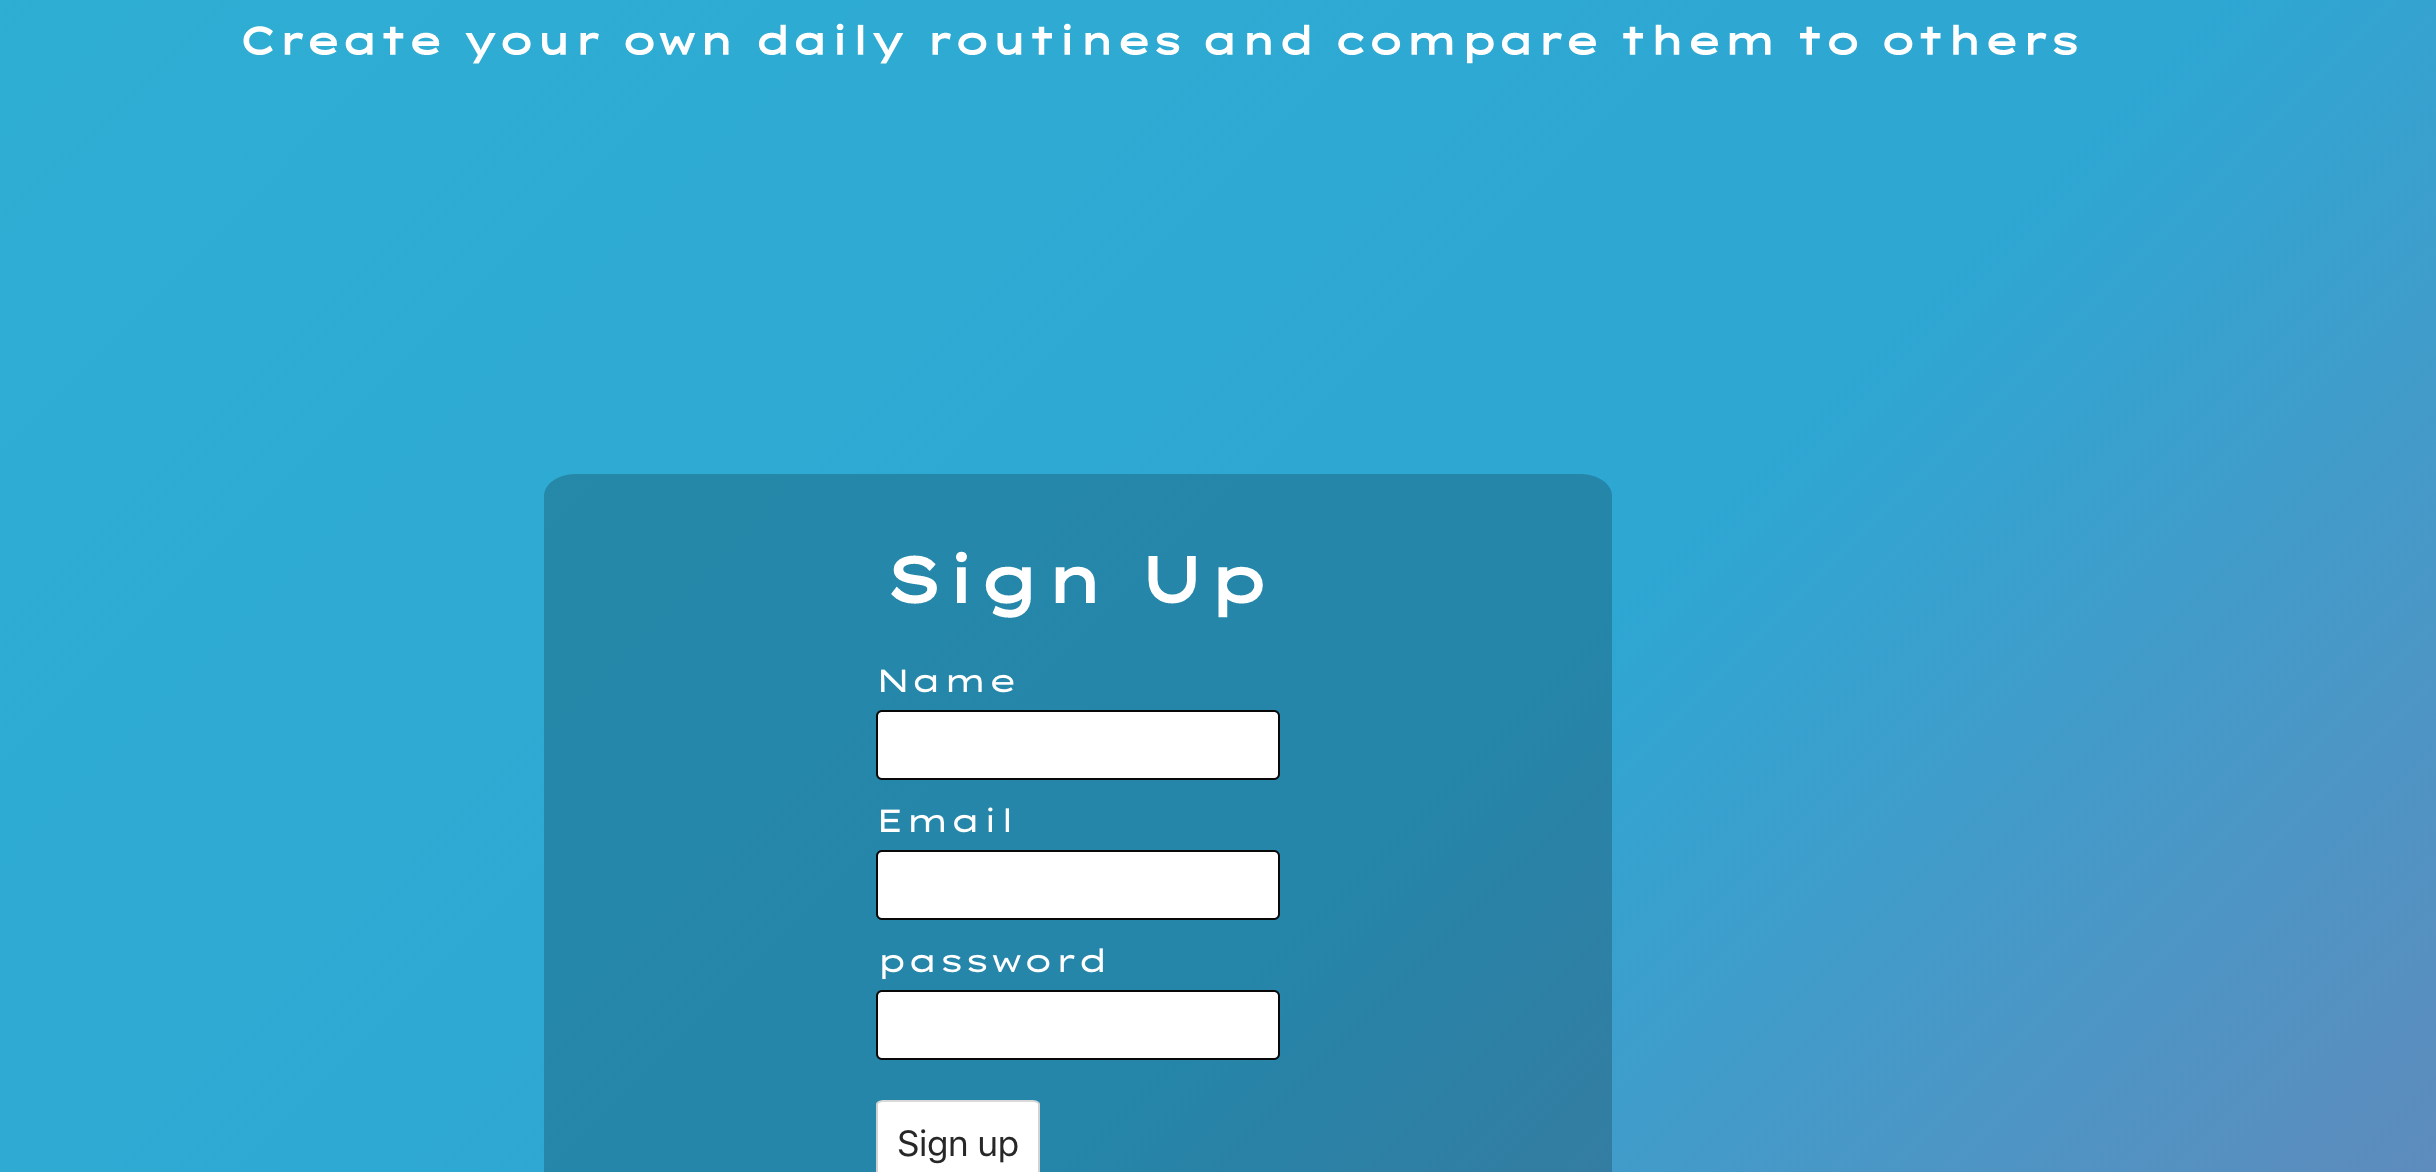 Create your own daily routines and compare them to others
Sign Up
Name
Email
password
Sign up